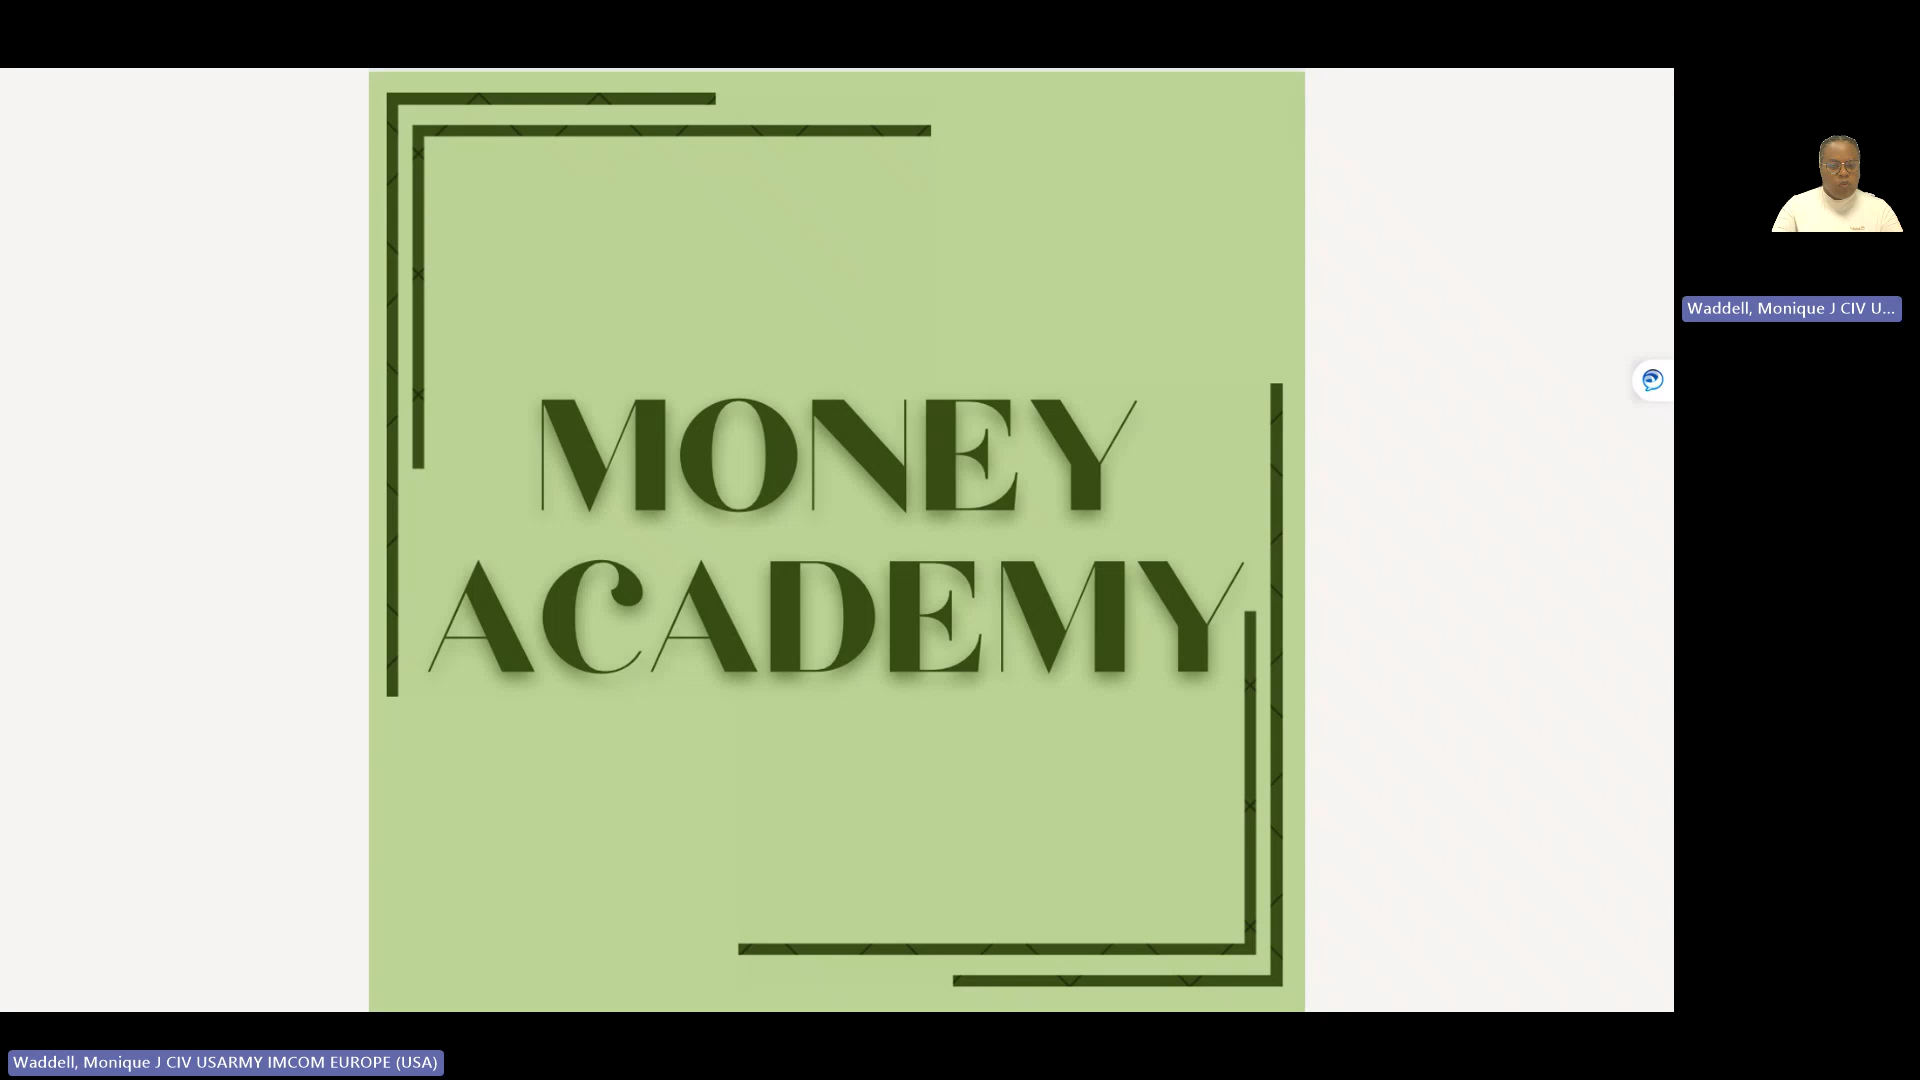 MONEY
ACADEMY
Waddell, Monique J CIV U...
Waddell, Monique J CIV USARMY IMCOM EUROPE (USA)